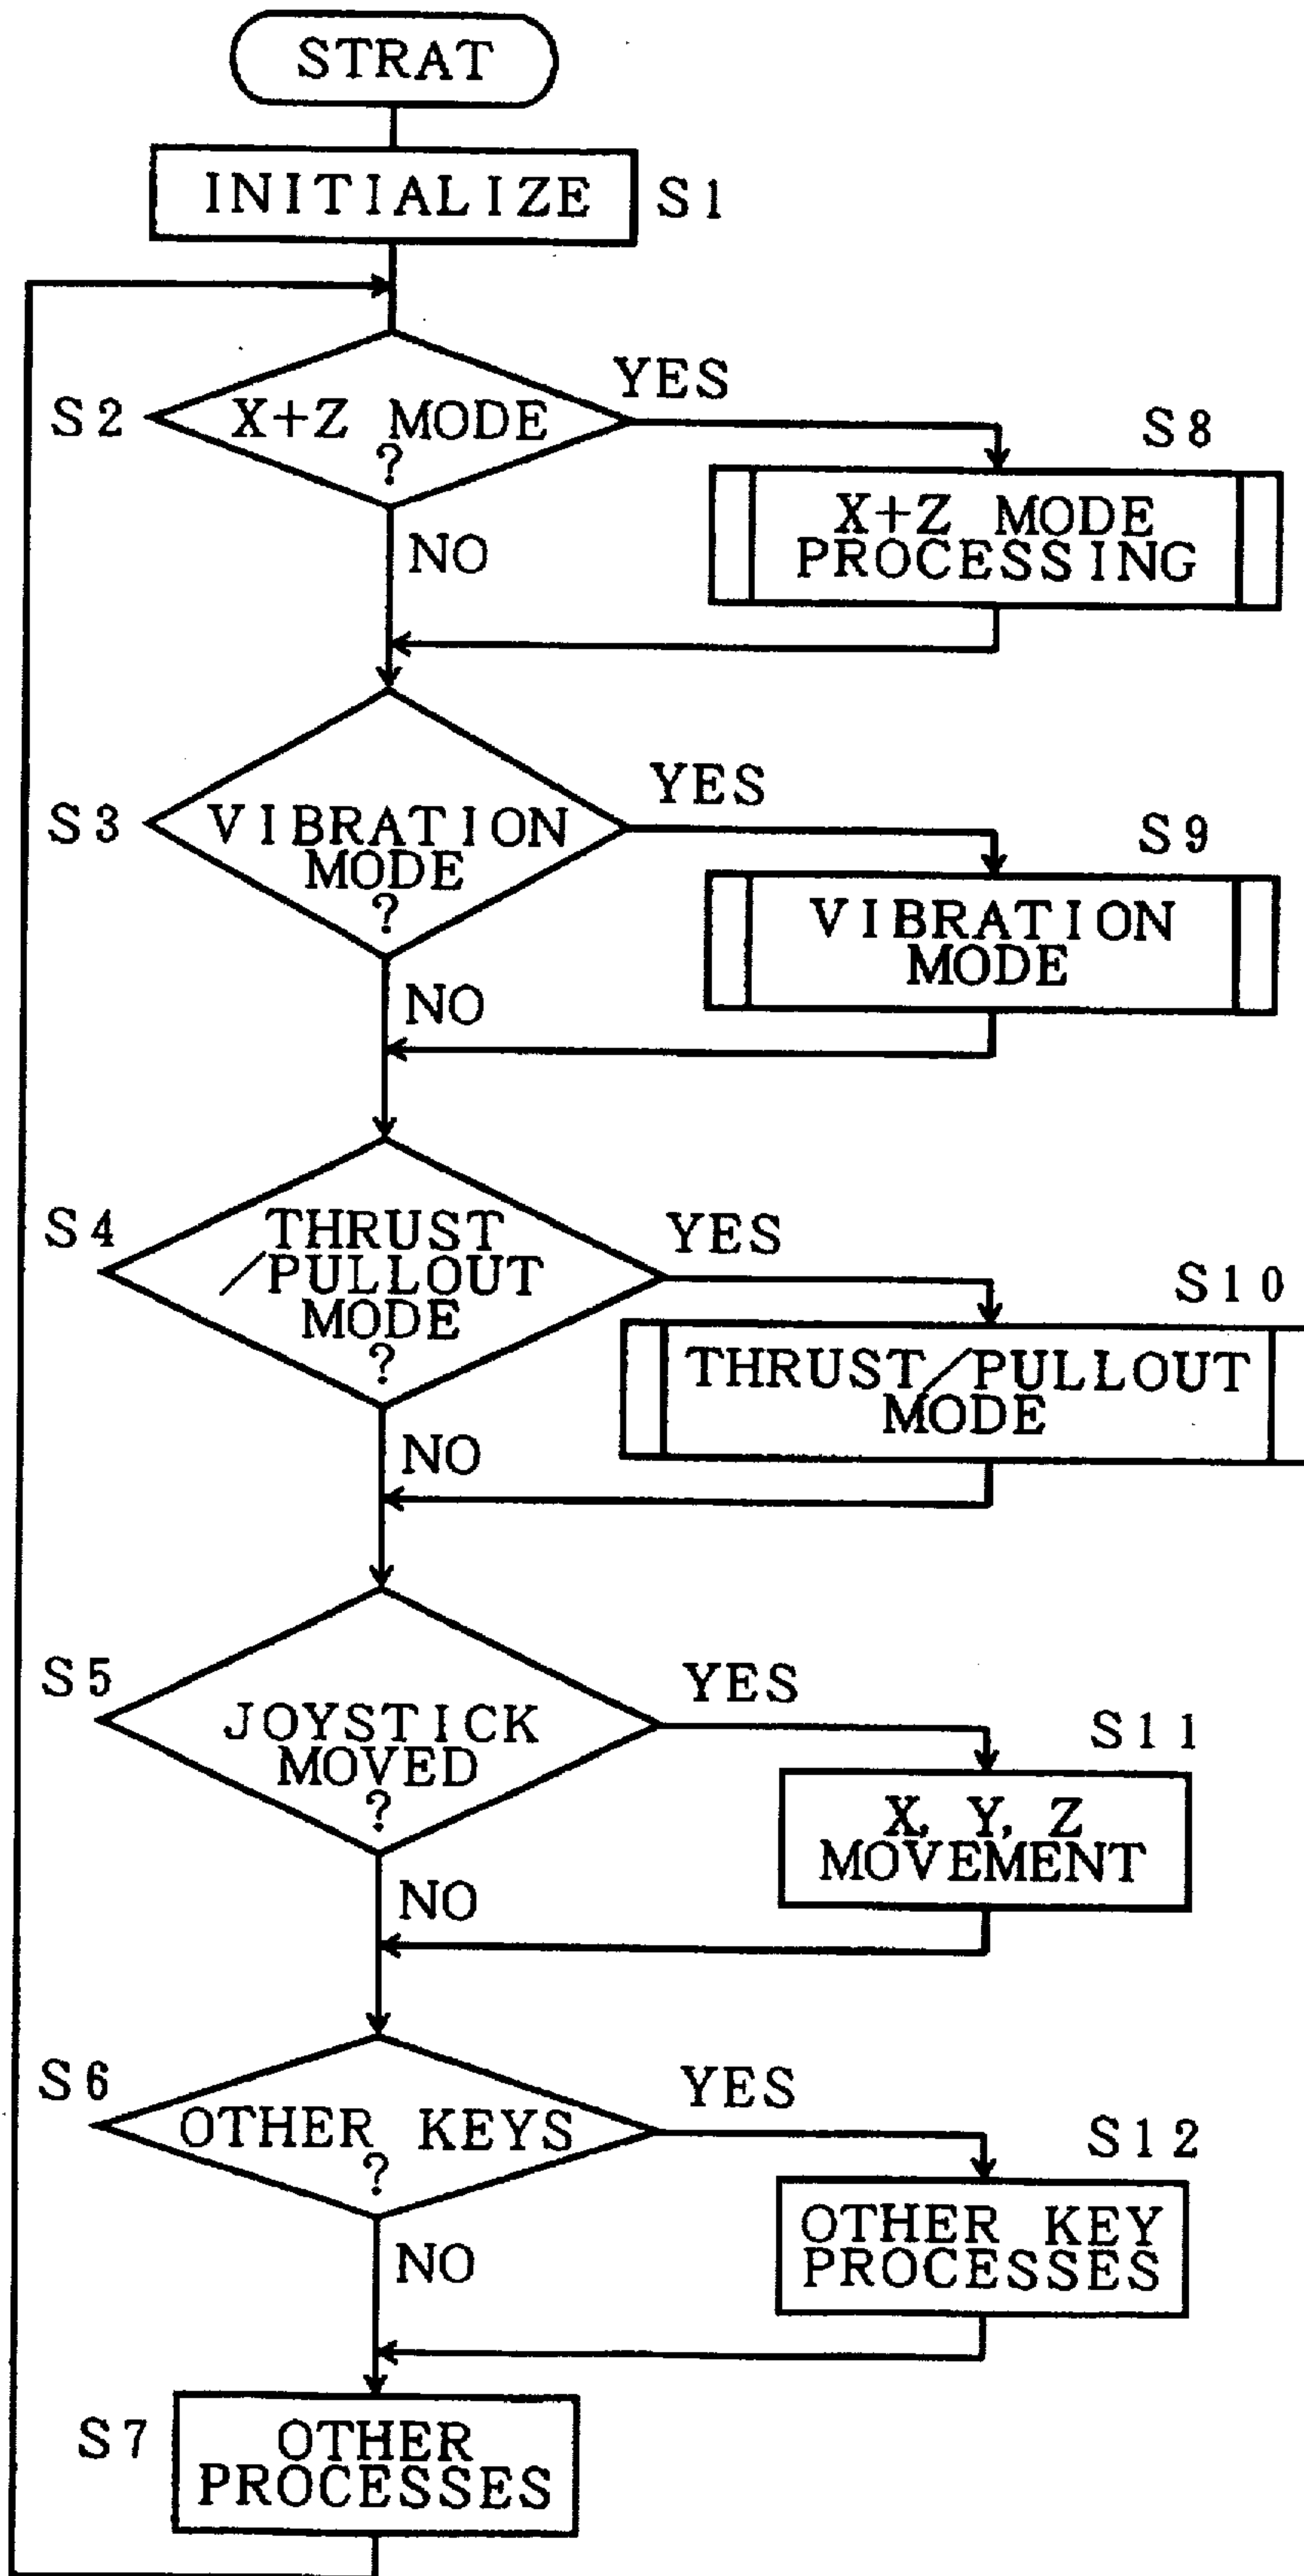 STRAT
INITIALIZE S1
YES
S2 X+Z MODE
?
S8
X+Z MODE
PROCESSING
NO
YES
S3 VIBRATION
MODE
?
S9
VIBRATION
MODE
NO
S4 THRUST
/PULLOUT
MODE
?
YES
S10
THRUST/PULLOUT
MODE
NO
S5
YES
JOYSTICK
MOVED
?
S11
X, Y, Z
MOVEMENT
NO
S6
YES
OTHER KEYS
?
S12
OTHER KEY
PROCESSES
NO
S7 OTHER
PROCESSES